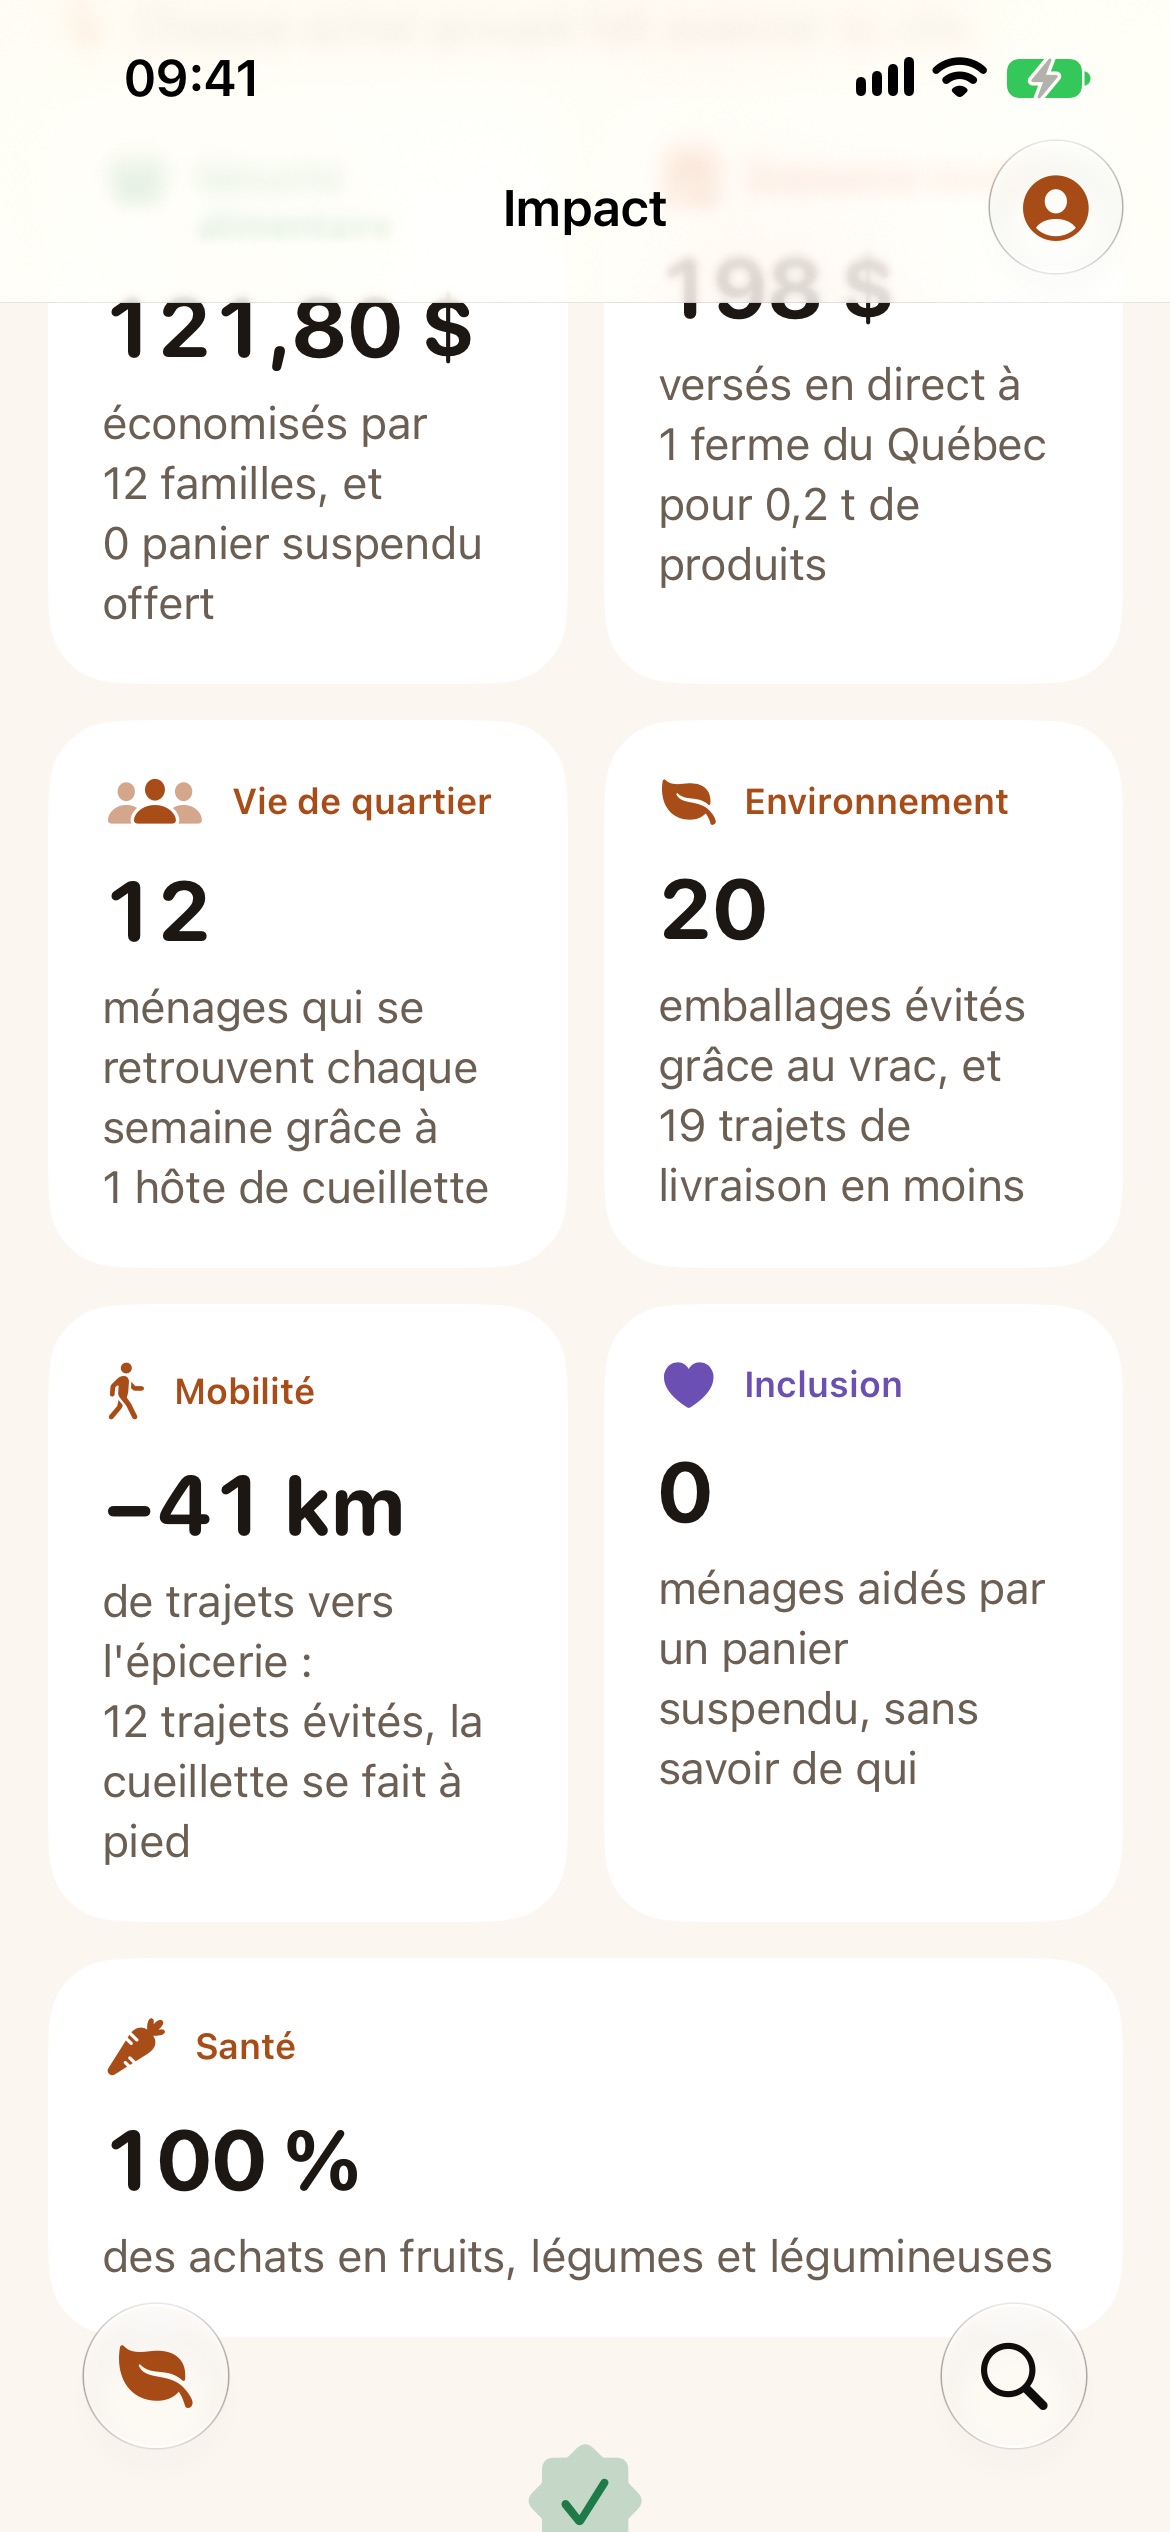 09:41
Impact
121,80 $
économisés par
12 familles, et
0 panier suspendu
offert
198 $
versés en direct à
1 ferme du Québec
pour 0,2 t de
produits
Vie de quartier
12
ménages qui se
retrouvent chaque
semaine grâce à
1 hôte de cueillette
Environnement
20
emballages évités
grâce au vrac, et
19 trajets de
livraison en moins
Mobilité
−41 km
de trajets vers
l'épicerie :
12 trajets évités, la
cueillette se fait à
pied
Inclusion
0
ménages aidés par
un panier
suspendu, sans
savoir de qui
Santé
100 %
des achats en fruits, légumes et légumineuses